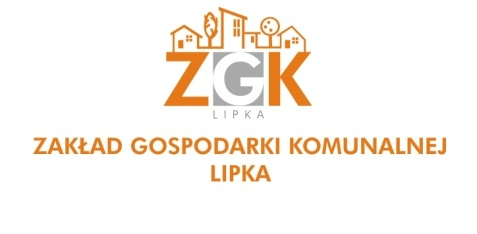 ZGK
LIPKA
ZAKŁAD GOSPODARKI KOMUNALNEJ
LIPKA